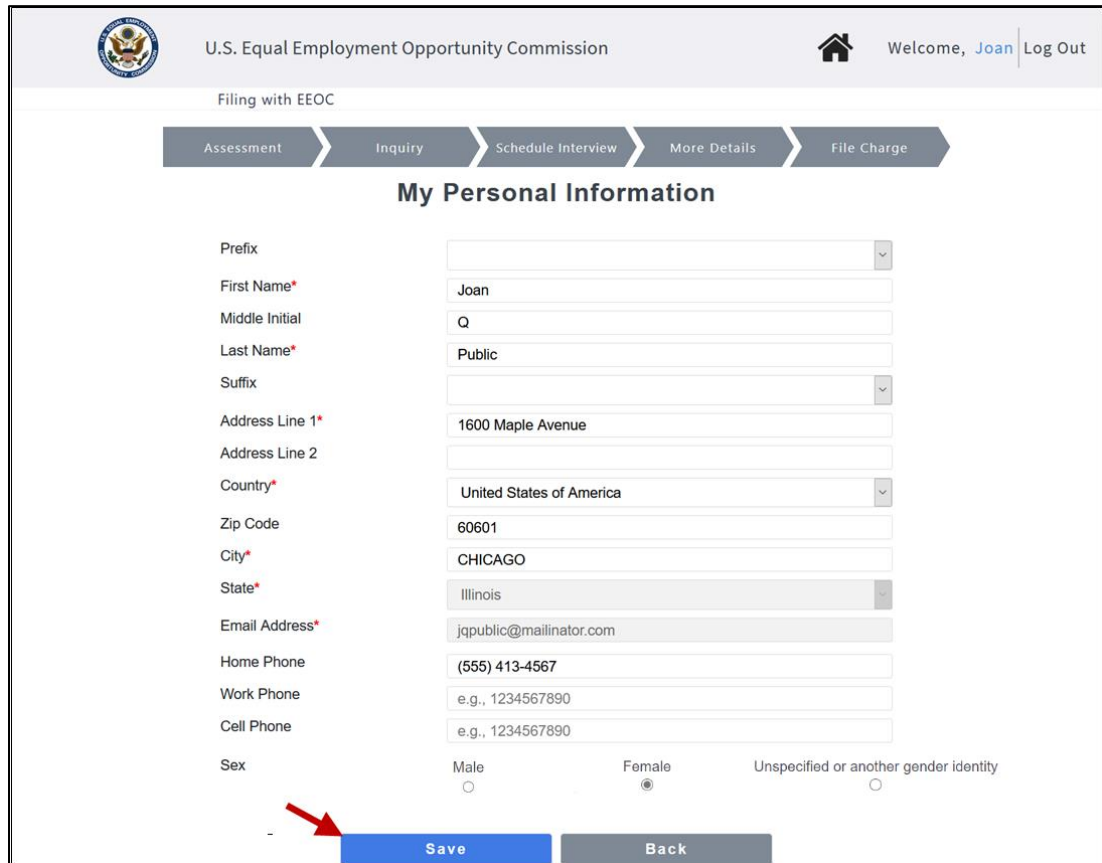 U.S. EQUAL EMPLOYMENT OPPORTUNITY COMMISSION
U.S. Equal Employment Opportunity Commission
Welcome, Joan Log Out
Filing with EEOC
Assessment Inquiry Schedule Interview More Details File Charge
My Personal Information
Prefix
First Name* Joan
Middle Initial Q
Last Name* Public
Suffix
Address Line 1* 1600 Maple Avenue
Address Line 2
Country* United States of America
Zip Code 60601
City* CHICAGO
State* Illinois
Email Address* jqpublic@mailinator.com
Home Phone (555) 413-4567
Work Phone e.g., 1234567890
Cell Phone e.g., 1234567890
Sex Male Female Unspecified or another gender identity
Save Back